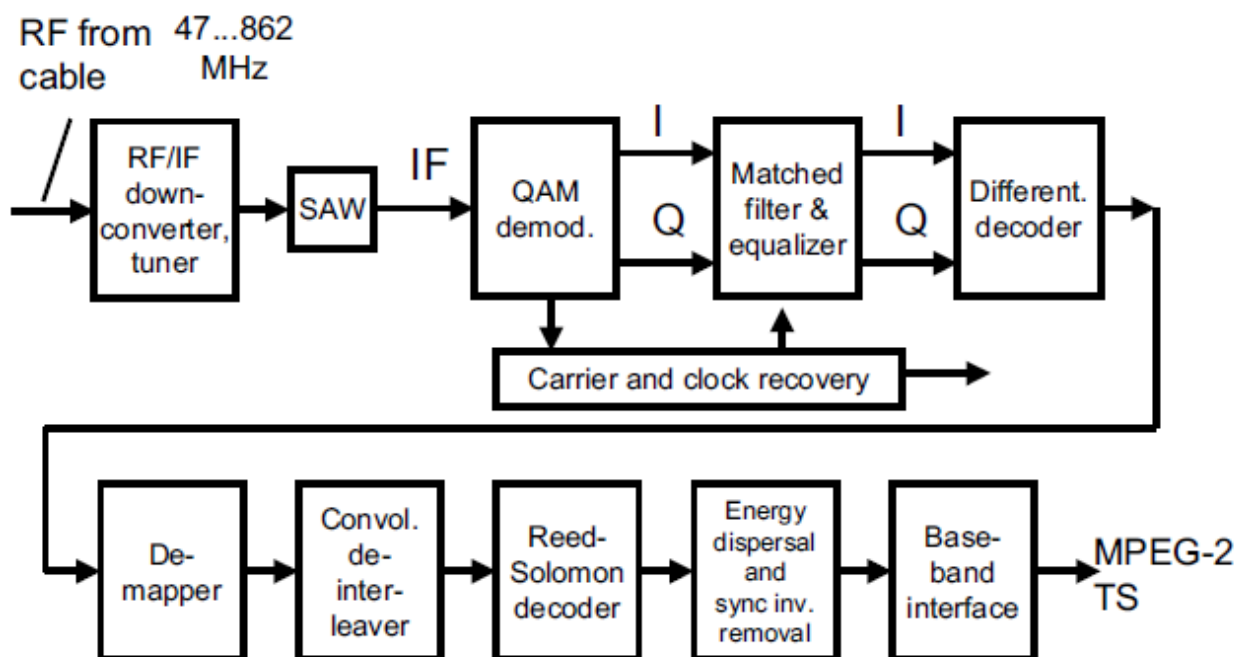 RF from 47...862
cable MHz
RF/IF
down-
converter,
tuner
SAW
IF
QAM
demod.
I
Q
Matched
filter &
equalizer
I
Q
Different.
decoder
Carrier and clock recovery
De-
mapper
Convol.
de-
inter-
leaver
Reed-
Solomon
decoder
Energy
dispersal
and
sync inv.
removal
Base-
band
interface
MPEG-2
TS